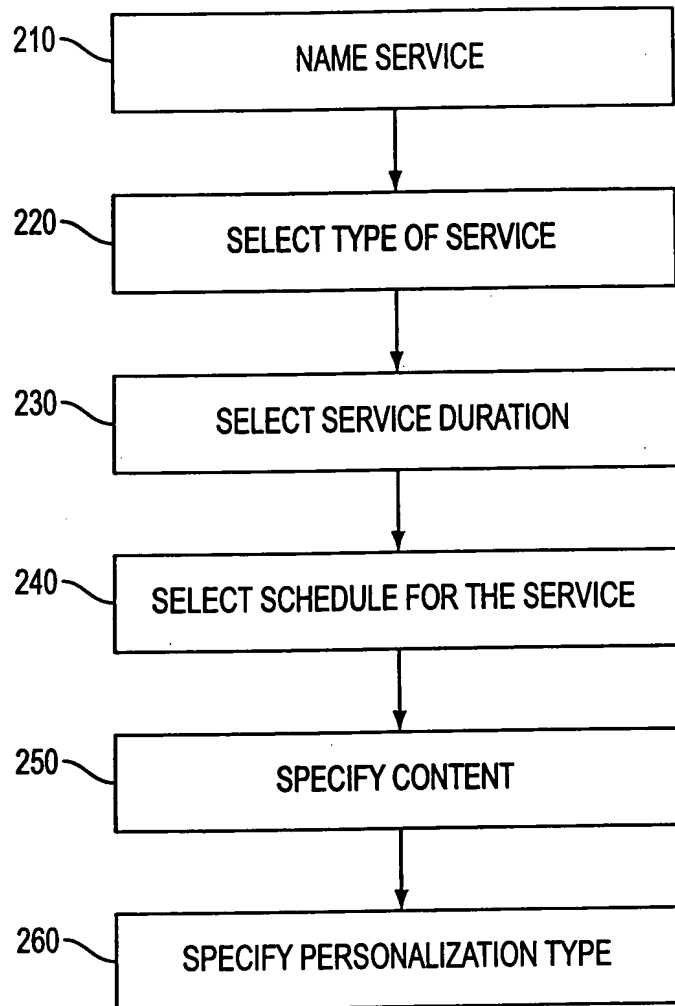 210 NAME SERVICE
220 SELECT TYPE OF SERVICE
230 SELECT SERVICE DURATION
240 SELECT SCHEDULE FOR THE SERVICE
250 SPECIFY CONTENT
260 SPECIFY PERSONALIZATION TYPE